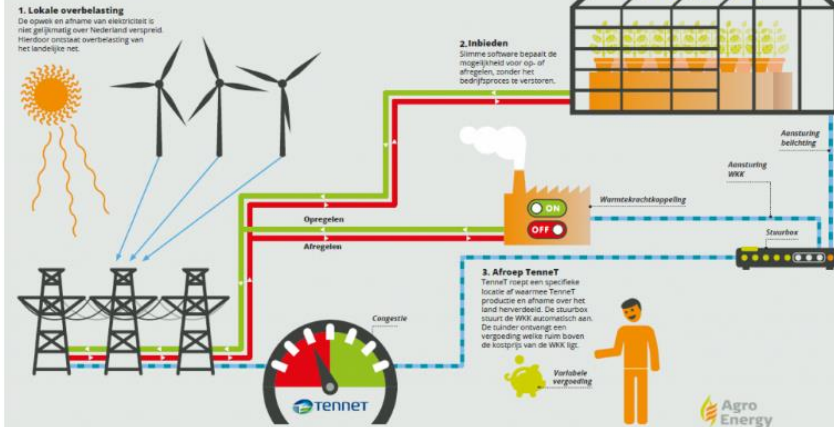 1. Lokale overbelasting
De opwek en afname van elektriciteit is
niet gelijkmatig over Nederland verspreid.
Hierdoor ontstaat overbelasting van
het landelijke net.
2.Inbieden
Slimme software bepaalt de
mogelijkheid voor op- of
afregelen, zonder het
bedrijfsproces te verstoren.
Aansturing
belichting
Aansturing
WKK
Warmtekrachtkoppeling
ON
OFF
Stuurbox
Opregelen
Afregelen
3. Afroep TenneT
TenneT roept een specifieke
locatie af waarmee TenneT
productie en afname over het
land herverdeeld. De stuurbox
stuurt de WKK automatisch aan.
De tuinder ontvangt een
vergoeding welke ruim boven
de kostprijs van de WKK ligt.
Congestie
TENNET
Variabele
vergoeding
Agro
Energy